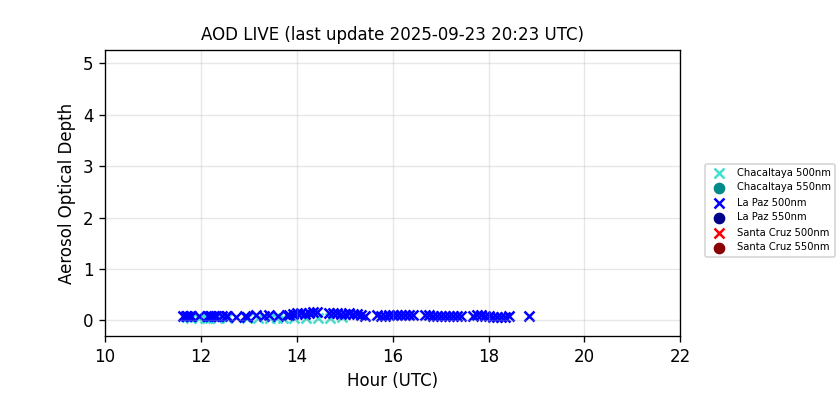 AOD LIVE (last update 2025-09-23 20:23 UTC)
Aerosol Optical Depth
5
4
3
2
1
0
10 12 14 16 18 20 22
Hour (UTC)
Chacaltaya 500nm
Chacaltaya 550nm
La Paz 500nm
La Paz 550nm
Santa Cruz 500nm
Santa Cruz 550nm